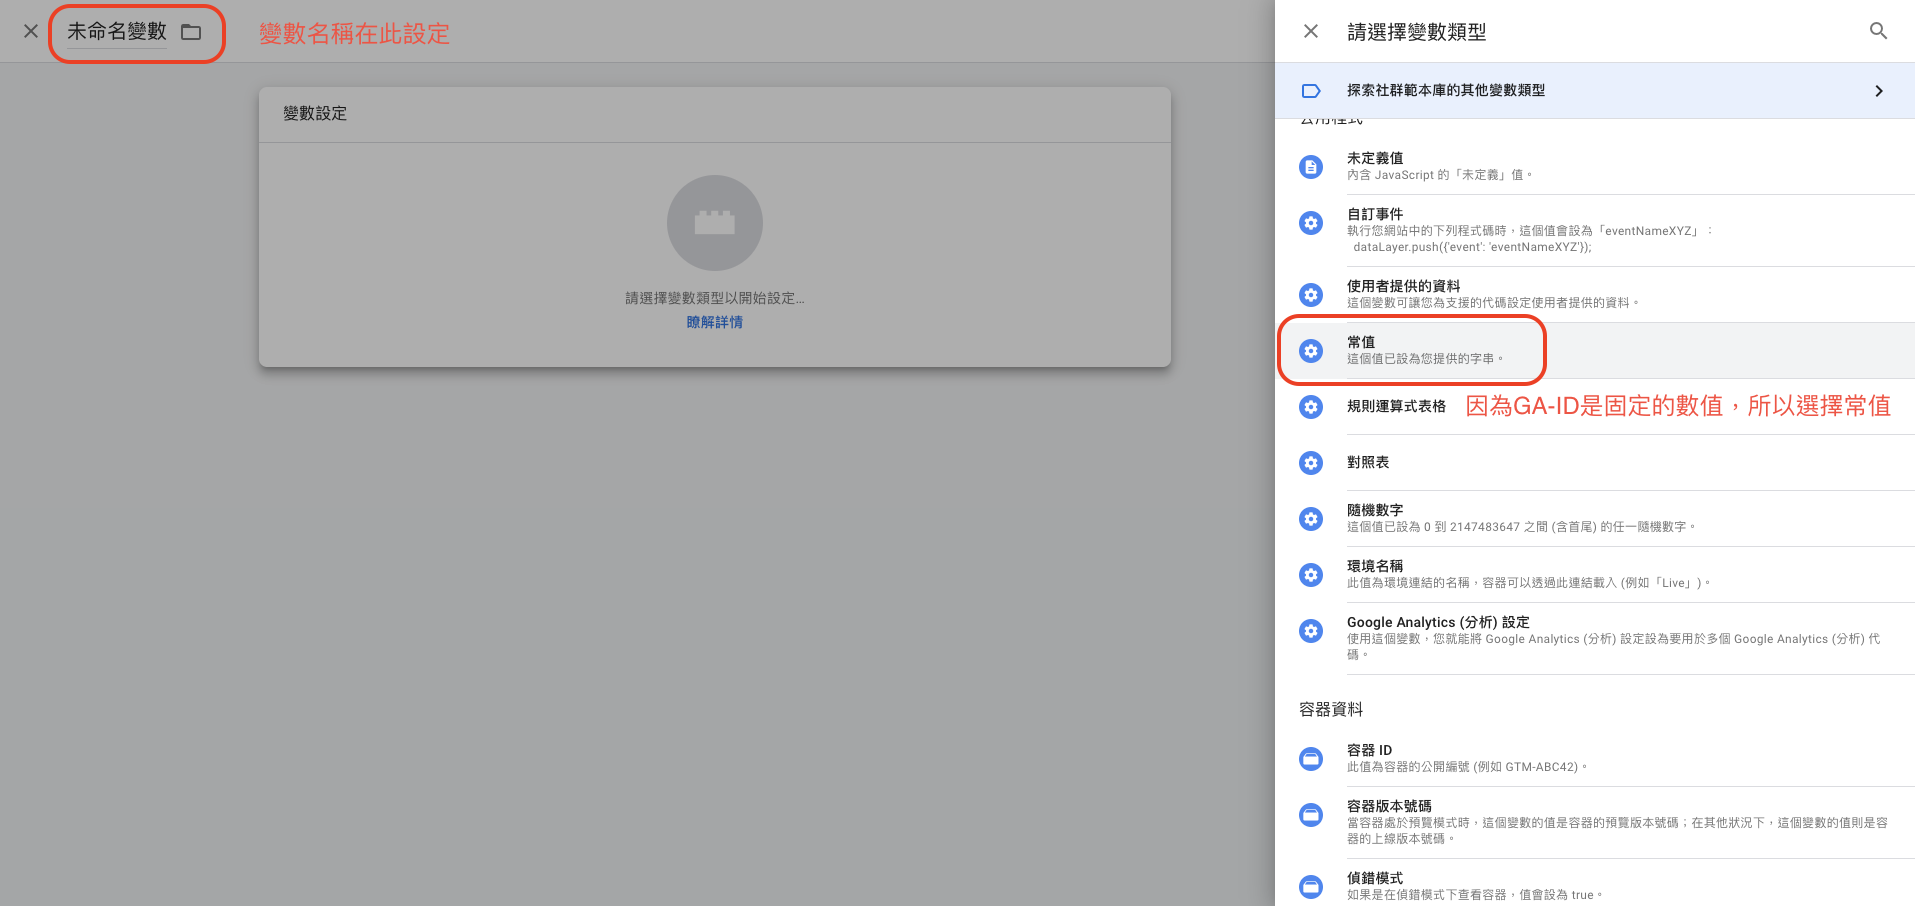 未命名變數
變數名稱在此設定
變數設定
請選擇變數類型以開始設定...
瞭解詳情
請選擇變數類型
探索社群範本庫的其他變數類型
公用程式
未定義值
內含 JavaScript 的「未定義」值。
自訂事件
執行您網站中的下列程式碼時，這個值會設為「eventNameXYZ」：
dataLayer.push({'event': 'eventNameXYZ'});
使用者提供的資料
這個變數可讓您為支援的代碼設定使用者提供的資料。
常值
這個值已設為您提供的字串。
規則運算式表格
因為GA-ID是固定的數值，所以選擇常值
對照表
隨機數字
這個值已設為 0 到 2147483647 之間 (含首尾) 的任一隨機數字。
環境名稱
此值為環境連結的名稱，容器可以透過此連結載入 (例如「Live」)。
Google Analytics (分析) 設定
使用這個變數，您就能將 Google Analytics (分析) 設定設為要用於多個 Google Analytics (分析) 代
碼。
容器資料
容器 ID
此值為容器的公開編號 (例如 GTM-ABC42)。
容器版本號碼
當容器處於預覽模式時，這個變數的值是容器的預覽版本號碼；在其他狀況下，這個變數的值則是容
器的上線版本號碼。
偵錯模式
如果是在偵錯模式下查看容器，值會設為 true。